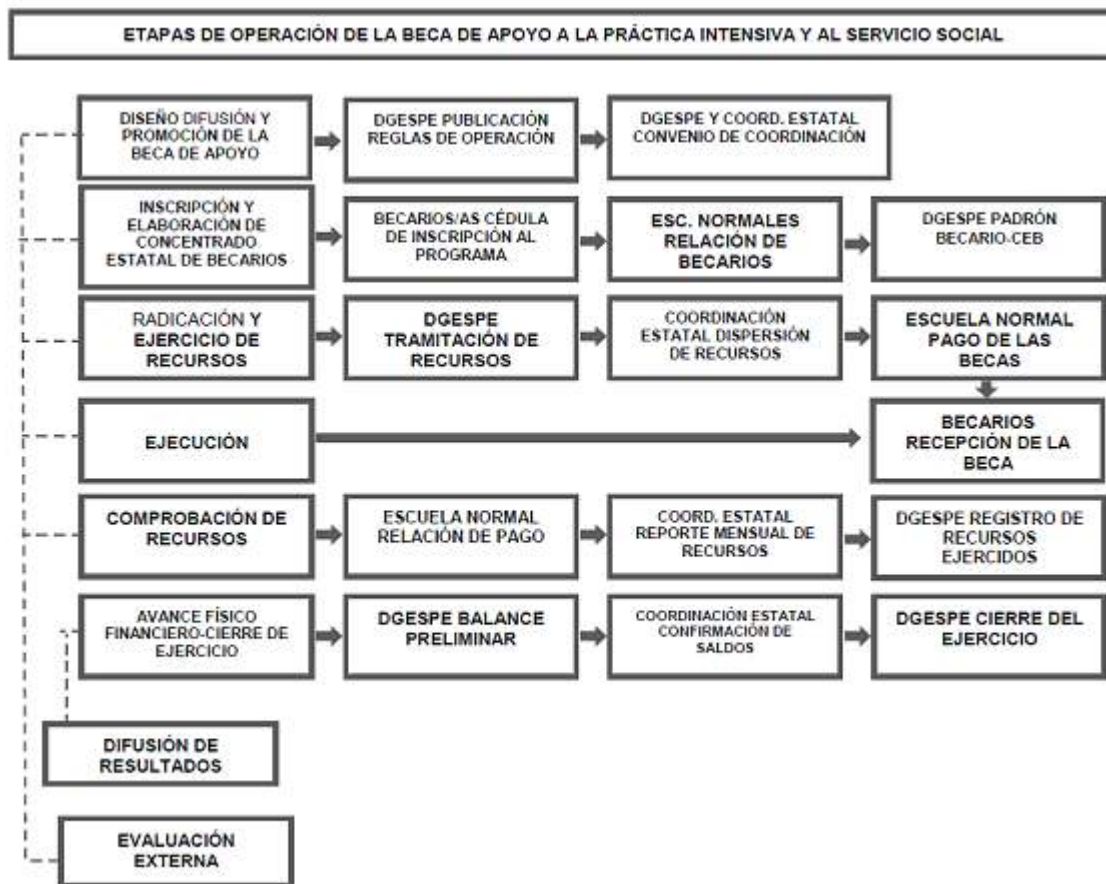 ETAPAS DE OPERACIÓN DE LA BECA DE APOYO A LA PRÁCTICA INTENSIVA Y AL SERVICIO SOCIAL
DISEÑO DIFUSIÓN Y
PROMOCIÓN DE LA
BECA DE APOYO
DGESPE PUBLICACIÓN
REGLAS DE OPERACIÓN
DGESPE Y COORD. ESTATAL
CONVENIO DE COORDINACIÓN
INSCRIPCIÓN Y
ELABORACIÓN DE
CONCENTRADO
ESTATAL DE BECARIOS
BECARIOS/AS CÉDULA
DE INSCRIPCIÓN AL
PROGRAMA
ESC. NORMALES
RELACIÓN DE
BECARIOS
DGESPE PADRÓN
BECARIO-CEB
RADICACIÓN Y
EJERCICIO DE
RECURSOS
DGESPE
TRAMITACIÓN DE
RECURSOS
COORDINACIÓN
ESTATAL DISPERSIÓN
DE RECURSOS
ESCUELA NORMAL
PAGO DE LAS
BECAS
EJECUCIÓN
BECARIOS
RECEPCIÓN DE LA
BECA
COMPROBACIÓN DE
RECURSOS
ESCUELA NORMAL
RELACIÓN DE PAGO
COORD. ESTATAL
REPORTE MENSUAL DE
RECURSOS
DGESPE REGISTRO DE
RECURSOS
EJERCIDOS
AVANCE FÍSICO
FINANCIERO-CIERRE DE
EJERCICIO
DGESPE BALANCE
PRELIMINAR
COORDINACIÓN ESTATAL
CONFIRMACIÓN DE
SALDOS
DGESPE CIERRE DEL
EJERCICIO
DIFUSIÓN DE
RESULTADOS
EVALUACIÓN
EXTERNA